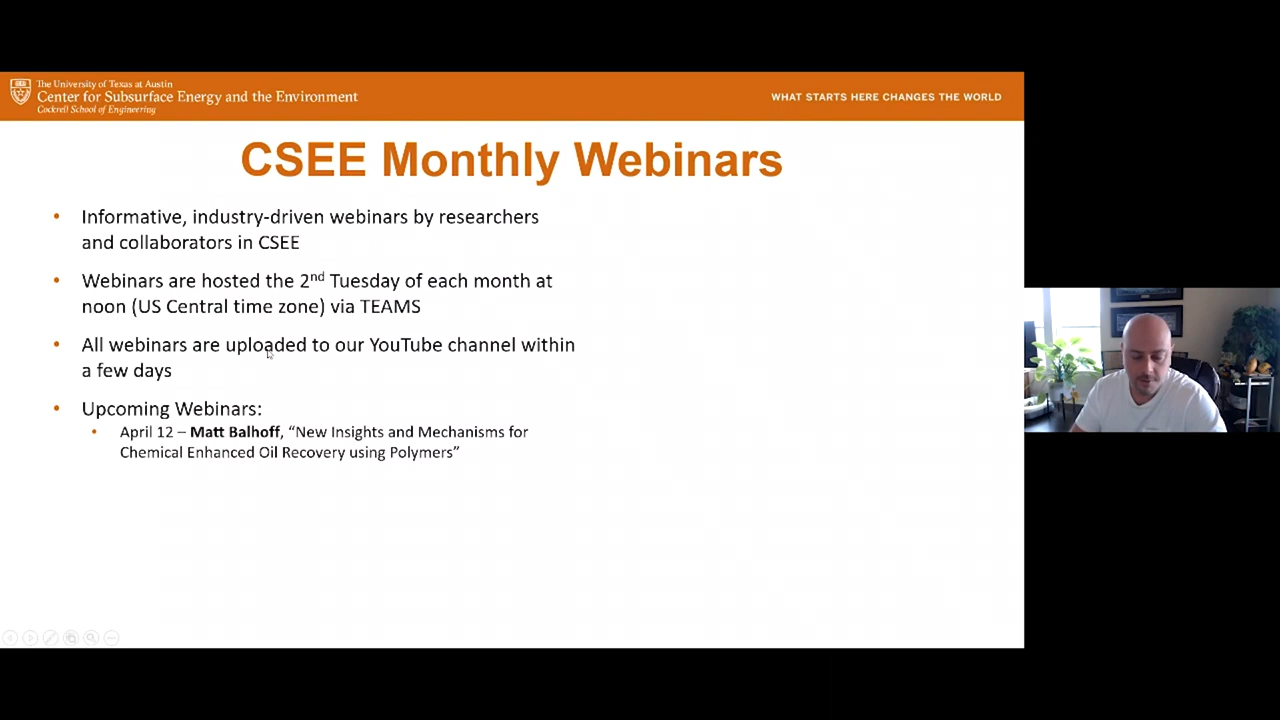 The University of Texas at Austin
Center for Subsurface Energy and the Environment
Cockrell School of Engineering
WHAT STARTS HERE CHANGES THE WORLD
CSEE Monthly Webinars
• Informative, industry-driven webinars by researchers
and collaborators in CSEE
• Webinars are hosted the 2nd Tuesday of each month at
noon (US Central time zone) via TEAMS
• All webinars are uploaded to our YouTube channel within
a few days
• Upcoming Webinars:
• April 12 – Matt Balhoff, “New Insights and Mechanisms for
Chemical Enhanced Oil Recovery using Polymers”